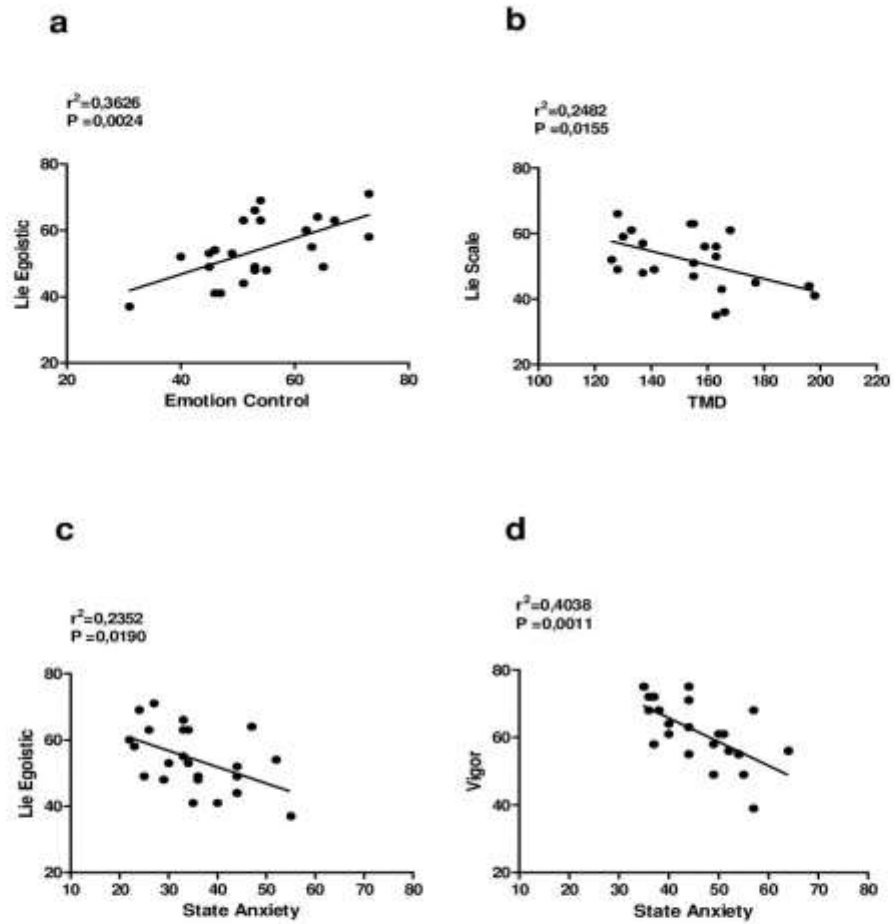 a
r²=0,3626
P =0,0024
80
60
40
20
Lie Egoistic
20 40 60 80
Emotion Control
b
r²=0,2482
P =0,0155
80
60
40
20
Lie Scale
100 120 140 160 180 200 220
TMD
c
r²=0,2352
P =0,0190
80
60
40
20
Lie Egoistic
10 20 30 40 50 60 70 80
State Anxiety
d
r²=0,4038
P =0,0011
80
60
40
20
Vigor
10 20 30 40 50 60 70 80
State Anxiety